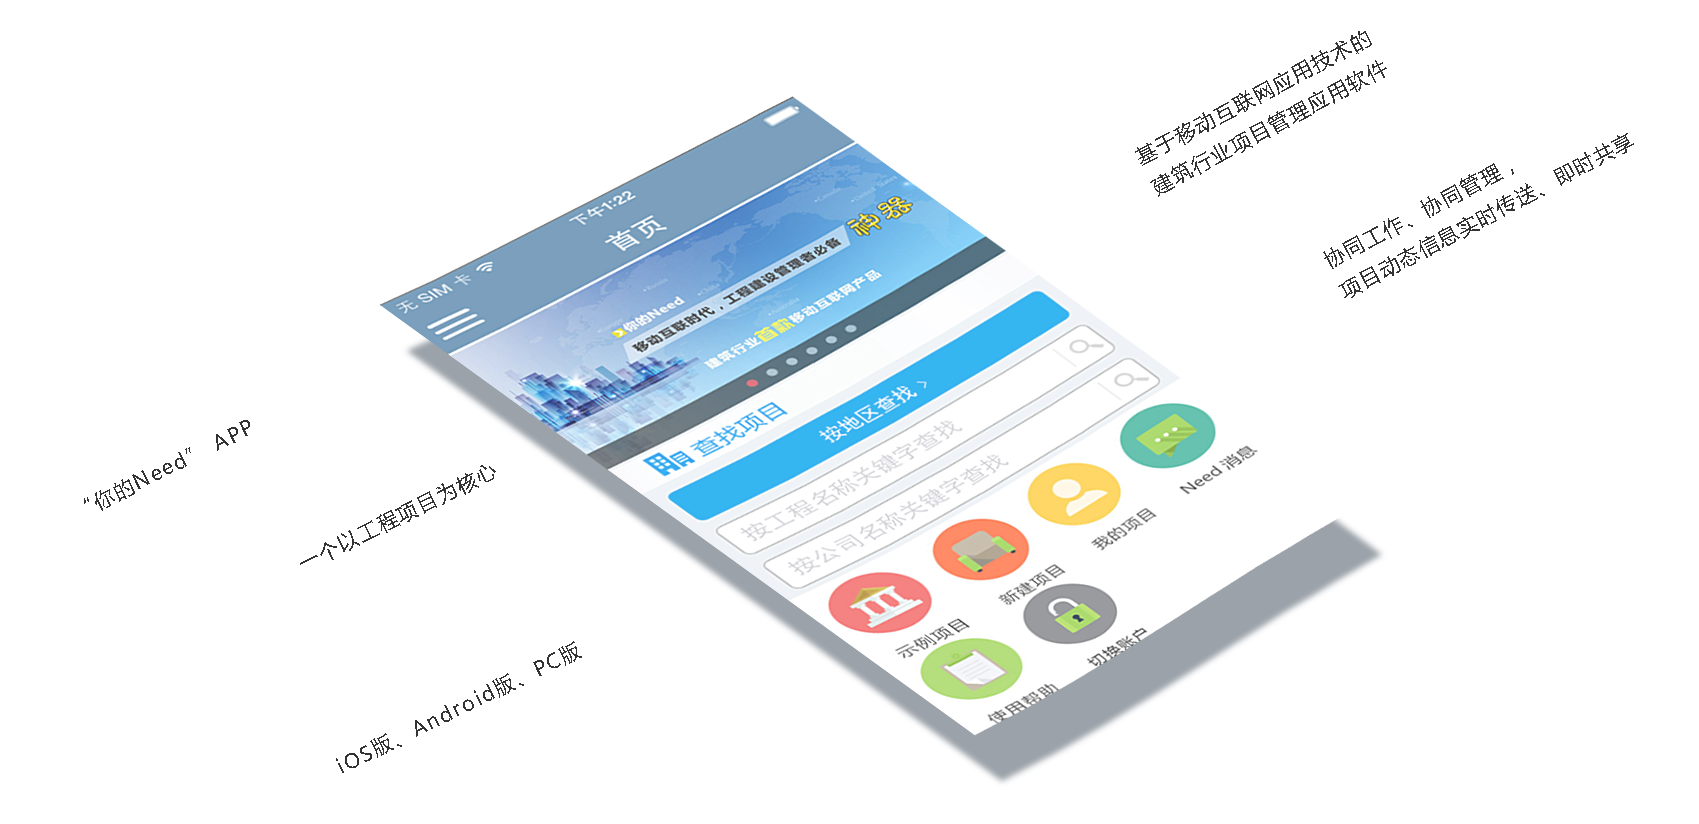 基于移动互联网应用技术的
建筑行业项目管理应用软件
协同工作、协同管理，
项目动态信息实时传送、即时共享
“你的Need” APP
一个以工程项目为核心
iOS版、Android版、PC版
无 SIM 卡
下午1:22
首页
你的Need
移动互联时代，工程建设管理者必备
神器
建筑行业首款移动互联网产品
查找项目
按地区查找 >
按工程名称关键字查找
按公司名称关键字查找
示例项目
新建项目
我的项目
Need 消息
使用帮助
切换账户